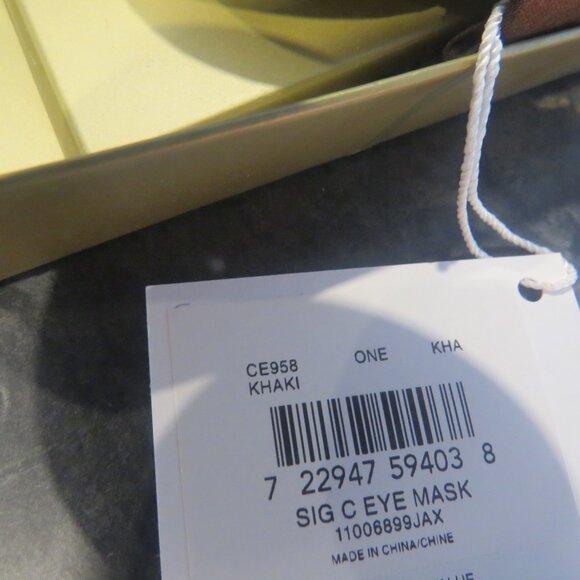 CE958 ONE KHA
KHAKI
7 22947 59403 8
SIG C EYE MASK
11006899JAX
MADE IN CHINA/CHINE